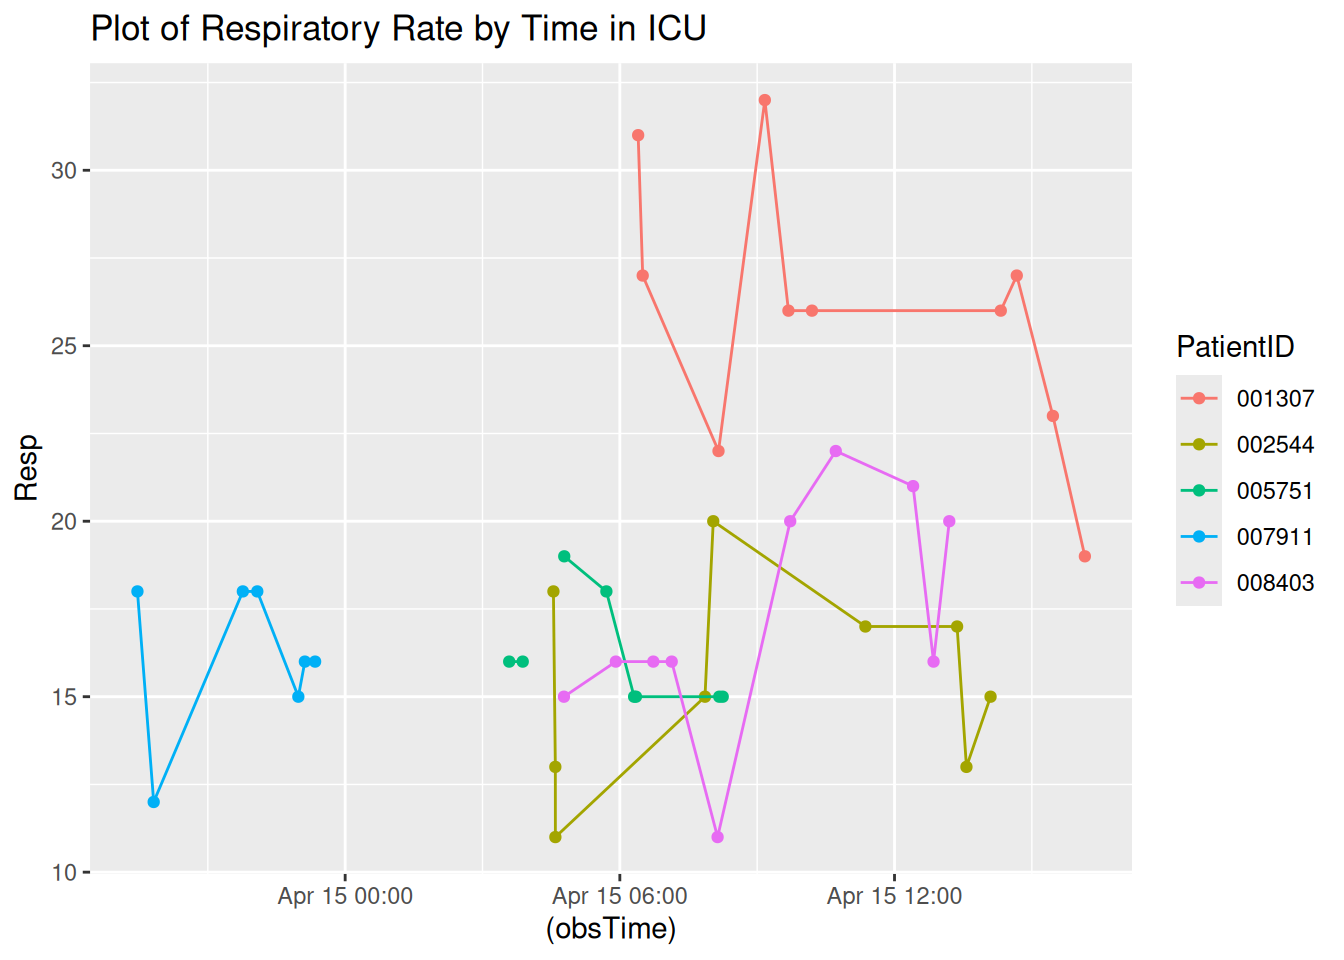 Plot of Respiratory Rate by Time in ICU
Resp
30
25
20
15
10
Apr 15 00:00
Apr 15 06:00
Apr 15 12:00
(obsTime)
PatientID
001307
002544
005751
007911
008403